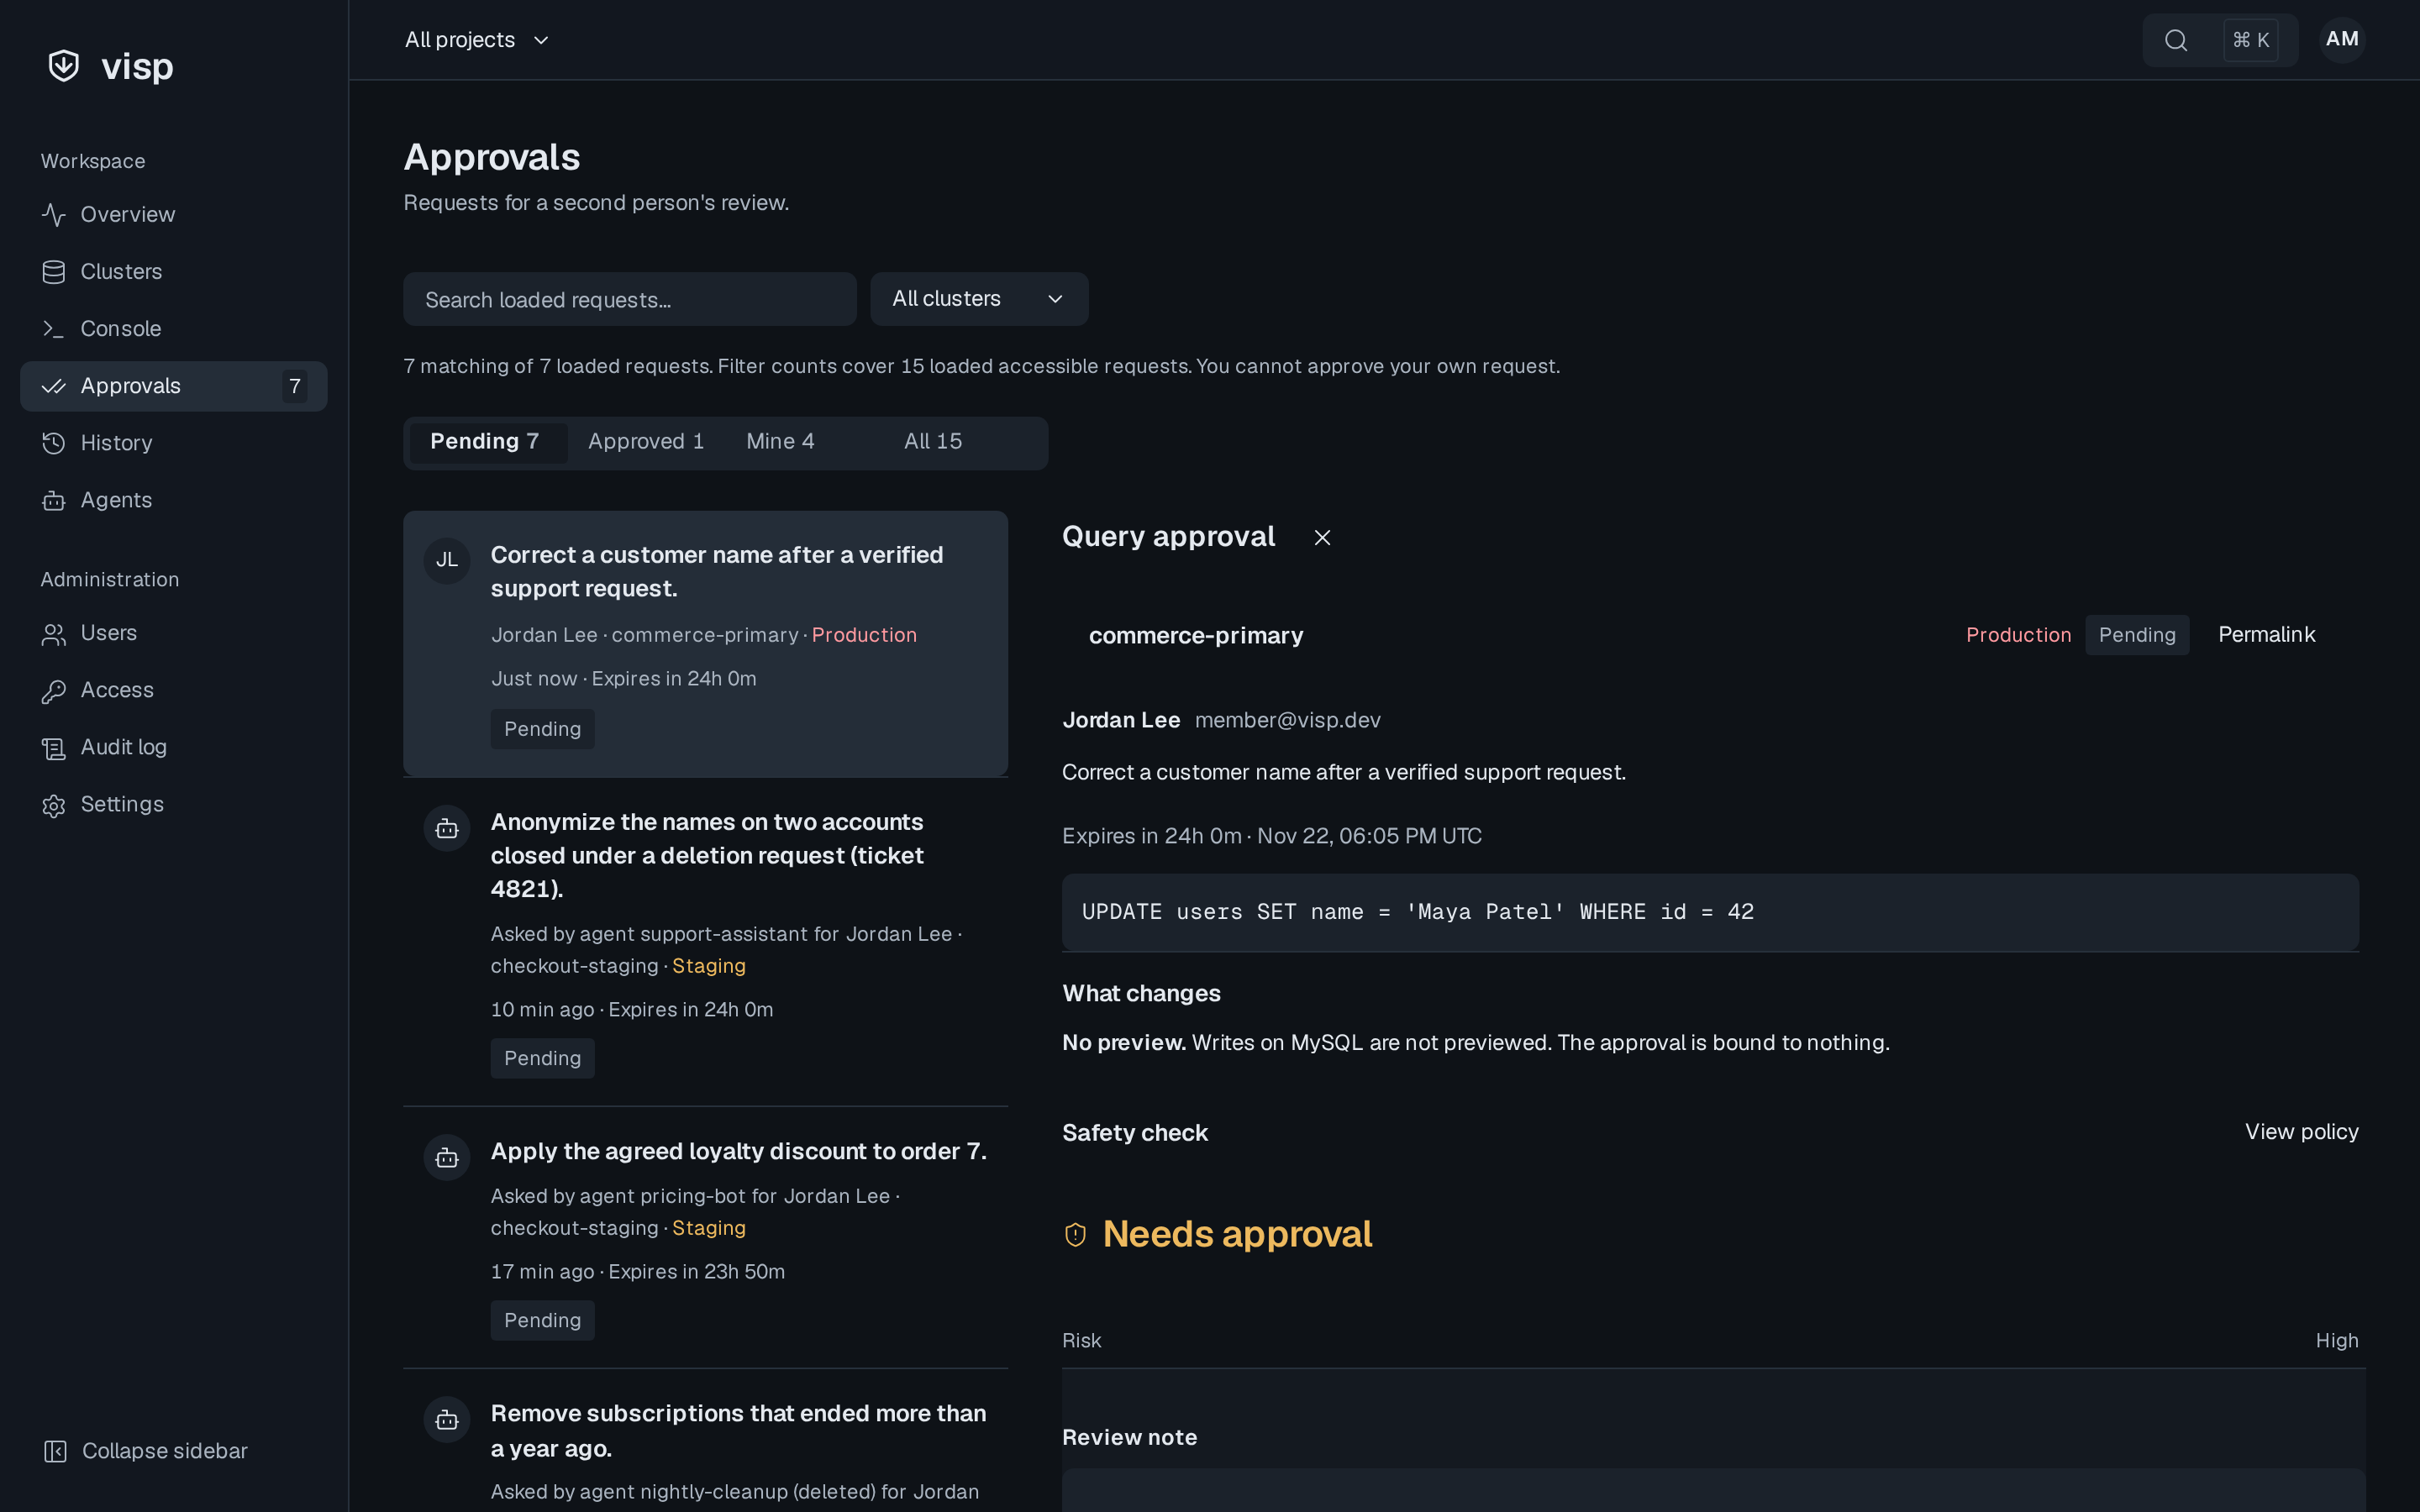 visp
Workspace
Overview
Clusters
Console
Approvals 7
History
Agents
Administration
Users
Access
Audit log
Settings
Collapse sidebar
All projects
⌘ K
AM
Approvals
Requests for a second person's review.
Search loaded requests...
All clusters
7 matching of 7 loaded requests. Filter counts cover 15 loaded accessible requests. You cannot approve your own request.
Pending 7 Approved 1 Mine 4 All 15
JL
Correct a customer name after a verified
support request.
Jordan Lee · commerce-primary · Production
Just now · Expires in 24h 0m
Pending
Anonymize the names on two accounts
closed under a deletion request (ticket
4821).
Asked by agent support-assistant for Jordan Lee ·
checkout-staging · Staging
10 min ago · Expires in 24h 0m
Pending
Apply the agreed loyalty discount to order 7.
Asked by agent pricing-bot for Jordan Lee ·
checkout-staging · Staging
17 min ago · Expires in 23h 50m
Pending
Remove subscriptions that ended more than
a year ago.
Asked by agent nightly-cleanup (deleted) for Jordan
Query approval
commerce-primary
Production Pending Permalink
Jordan Lee member@visp.dev
Correct a customer name after a verified support request.
Expires in 24h 0m · Nov 22, 06:05 PM UTC
UPDATE users SET name = 'Maya Patel' WHERE id = 42
What changes
No preview. Writes on MySQL are not previewed. The approval is bound to nothing.
Safety check
View policy
Needs approval
Risk High
Review note